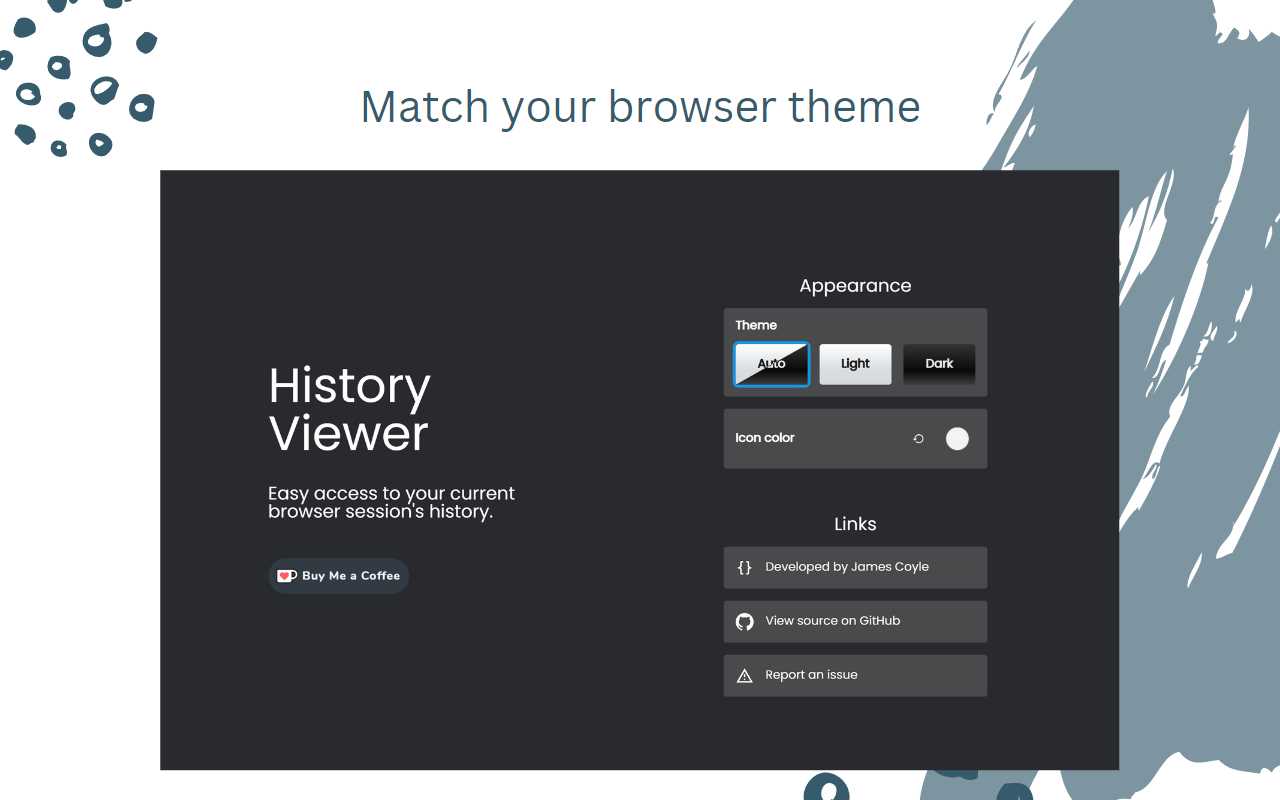 Match your browser theme
History
Viewer
Easy access to your current
browser session's history.
Buy Me a Coffee
Appearance
Theme
Auto
Light
Dark
Icon color
Links
Developed by James Coyle
View source on GitHub
Report an issue